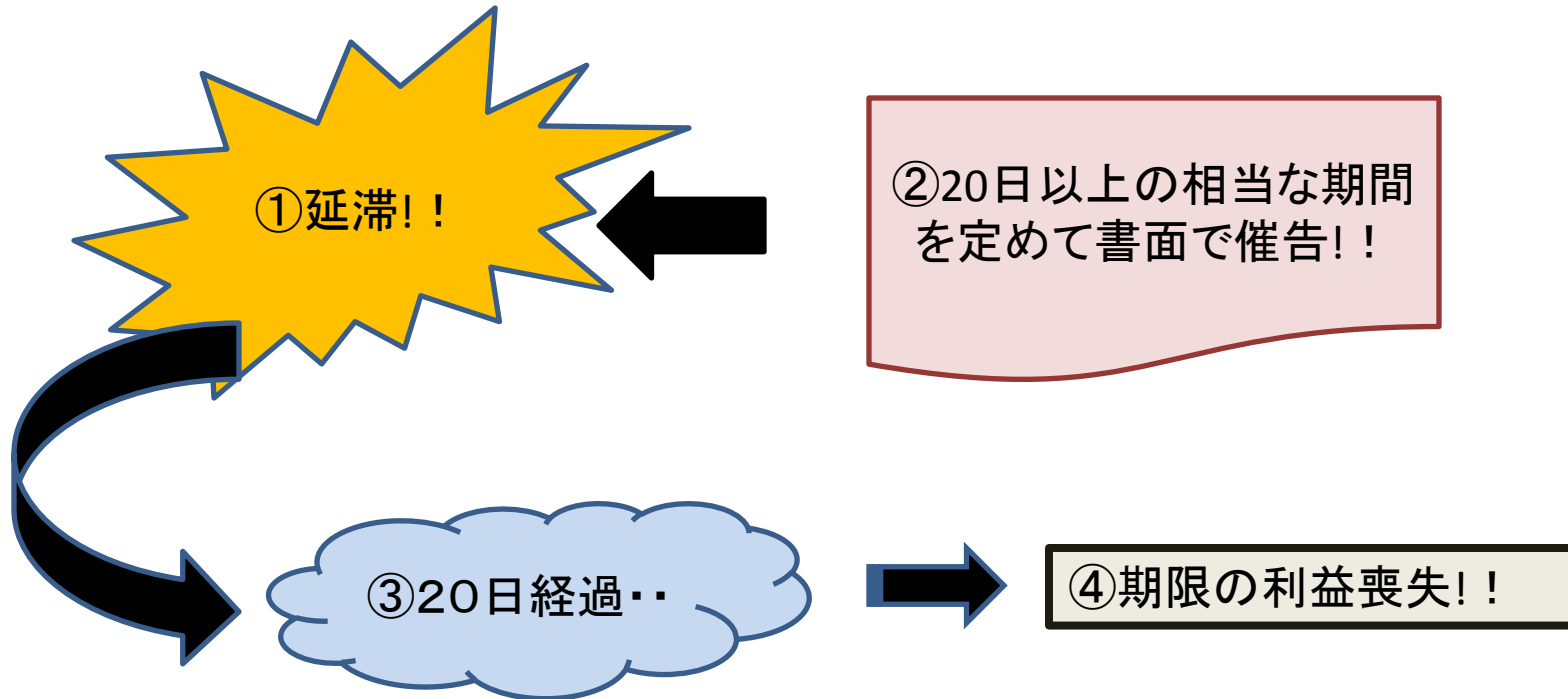 ①延滞!！
②20日以上の相当な期間
を定めて書面で催告!！
③２０日経過・・
④期限の利益喪失!！